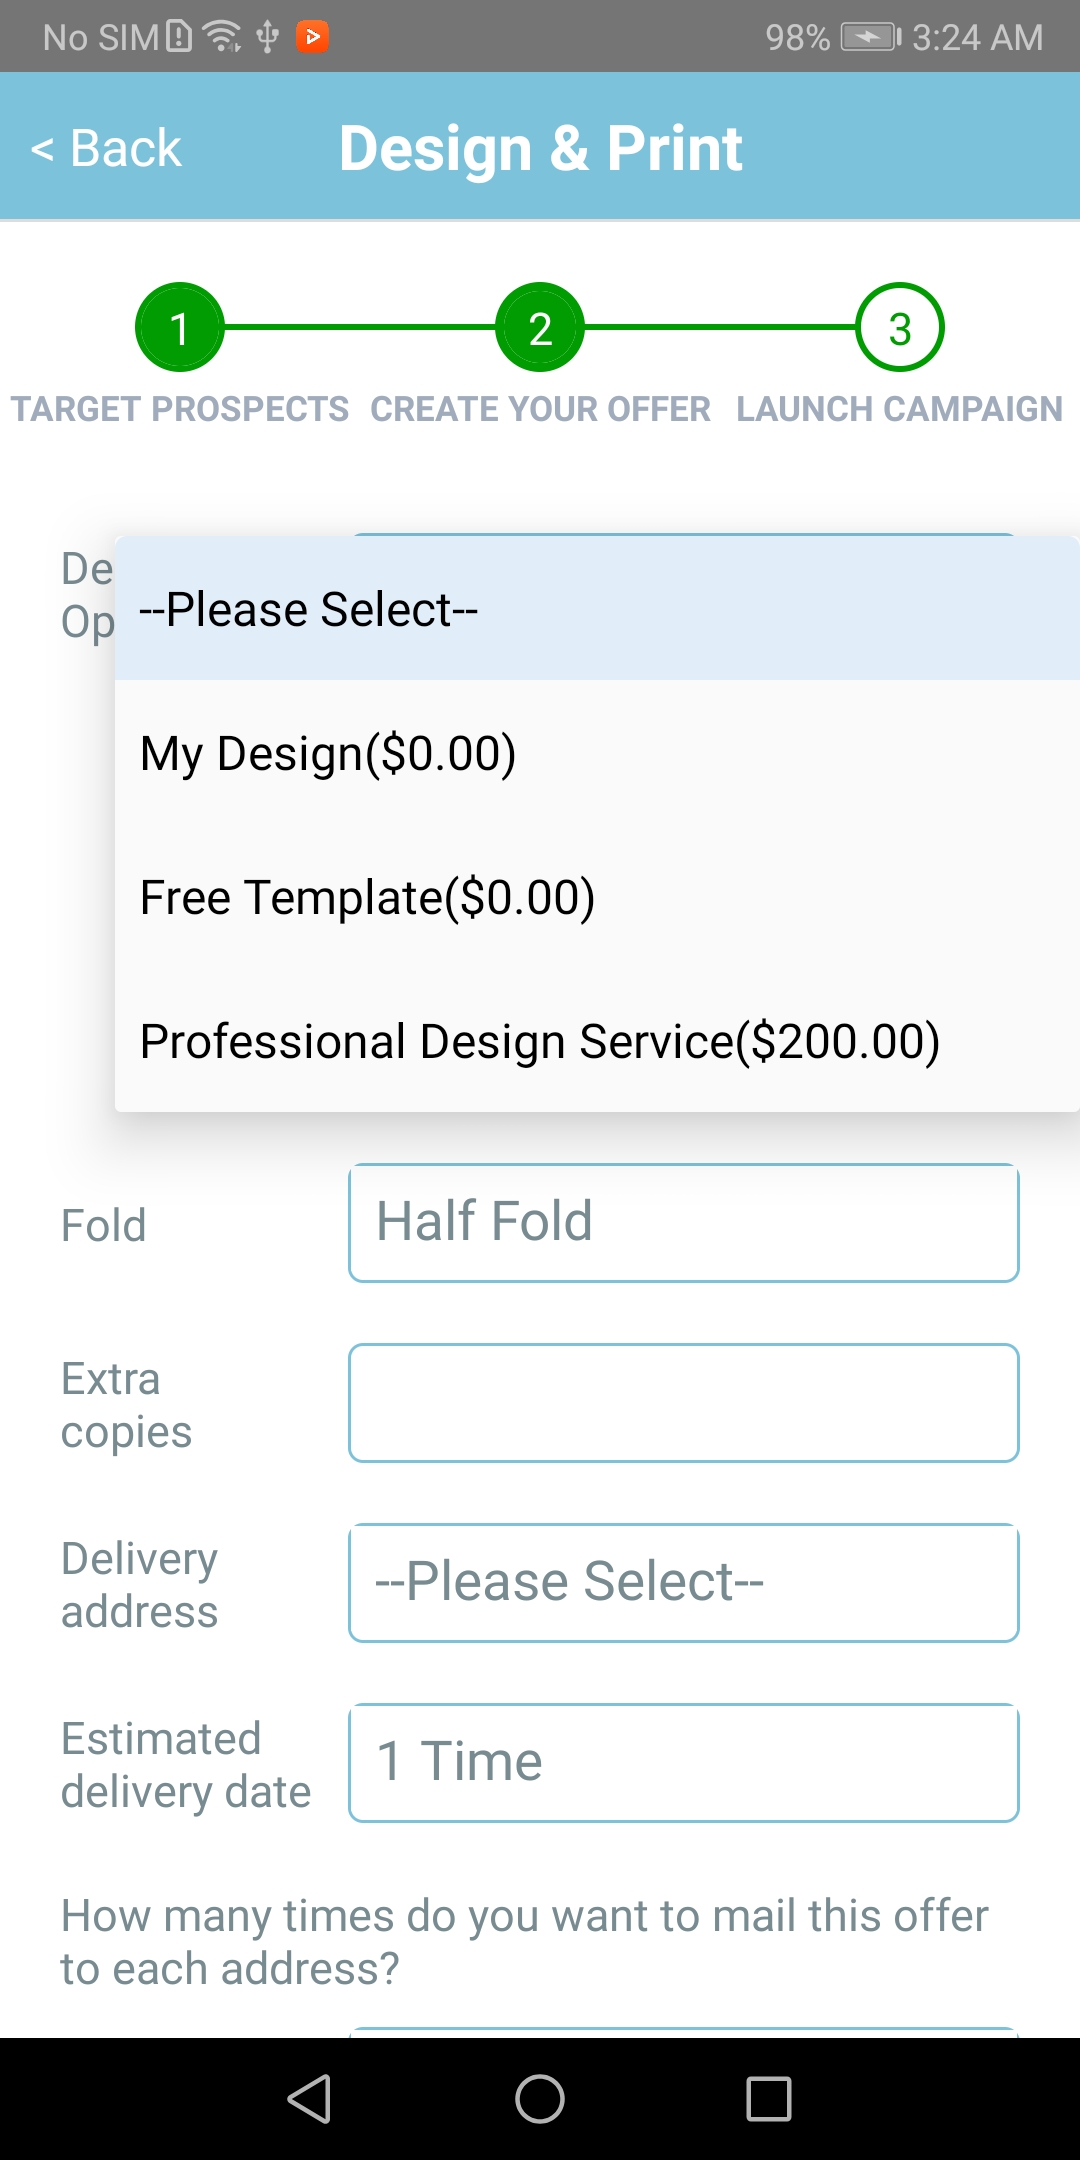 No SIM 98% 3:24 AM
< Back Design & Print
1 2 3
TARGET PROSPECTS CREATE YOUR OFFER LAUNCH CAMPAIGN
De
Op
--Please Select--
My Design($0.00)
Free Template($0.00)
Professional Design Service($200.00)
Fold Half Fold
Extra
copies
Delivery
address
--Please Select--
Estimated
delivery date
1 Time
How many times do you want to mail this offer
to each address?